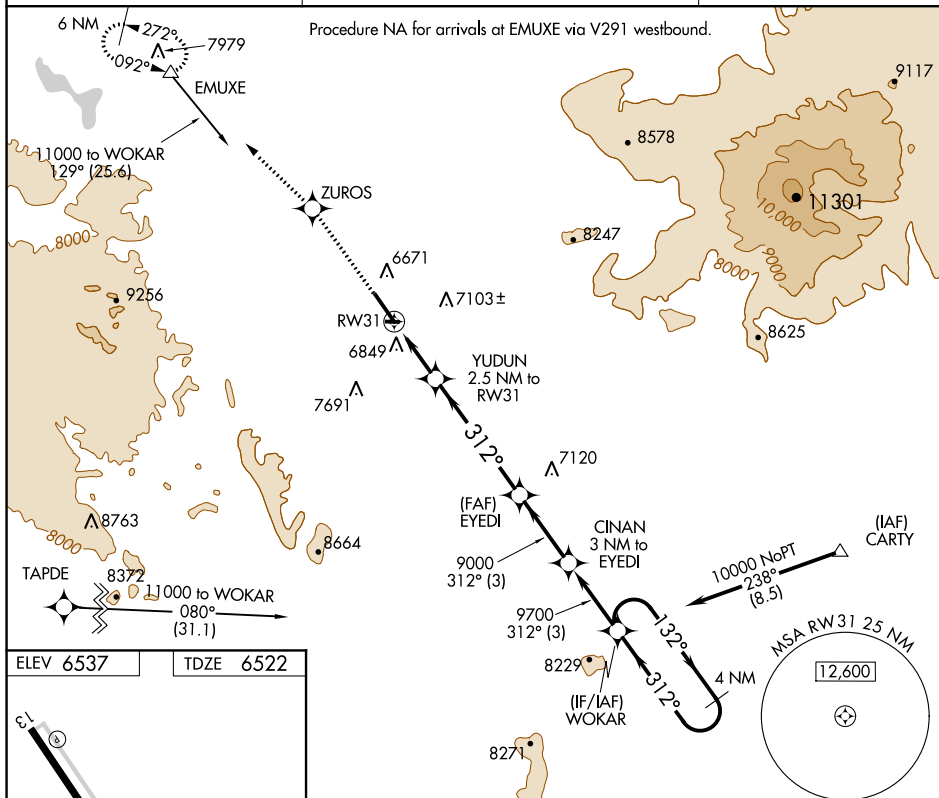 Procedure NA for arrivals at EMUXE via V291 westbound.
6 NM
272°
7979
092°
EMUXE
9117
8578
11000 to WOKAR
129° (25.6)
ZUROS
11301
10,000
9000
8000
8000
8247
6671
9256
7103±
RW31
6849
8625
YUDUN
2.5 NM to
RW31
7691
312°
7120
(FAF)
EYEDI
8763
8000
8664
CINAN
3 NM to
EYEDI
(IAF)
CARTY
9000
312° (3)
10000 NoPT
238°
(8.5)
TAPDE
8372
11000 to WOKAR
080°
(31.1)
9700
312° (3)
132°
MSA RW31 25 NM
12,600
ELEV 6537
TDZE 6522
8229
312°
4 NM
(IF/IAF)
WOKAR
13
P
8271